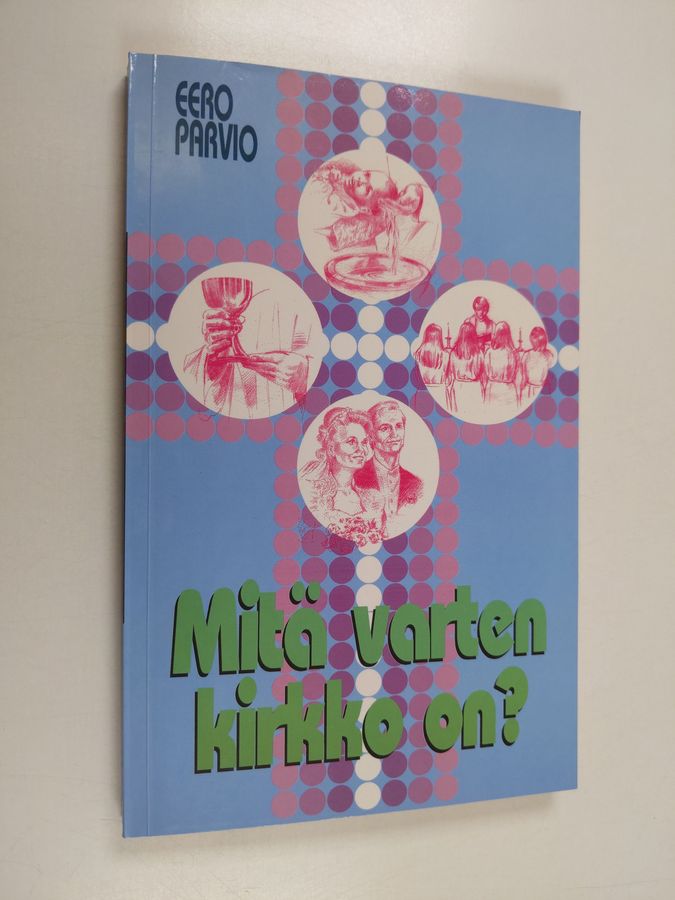 EERO
PARVIO
Mitä varten
kirkko on?